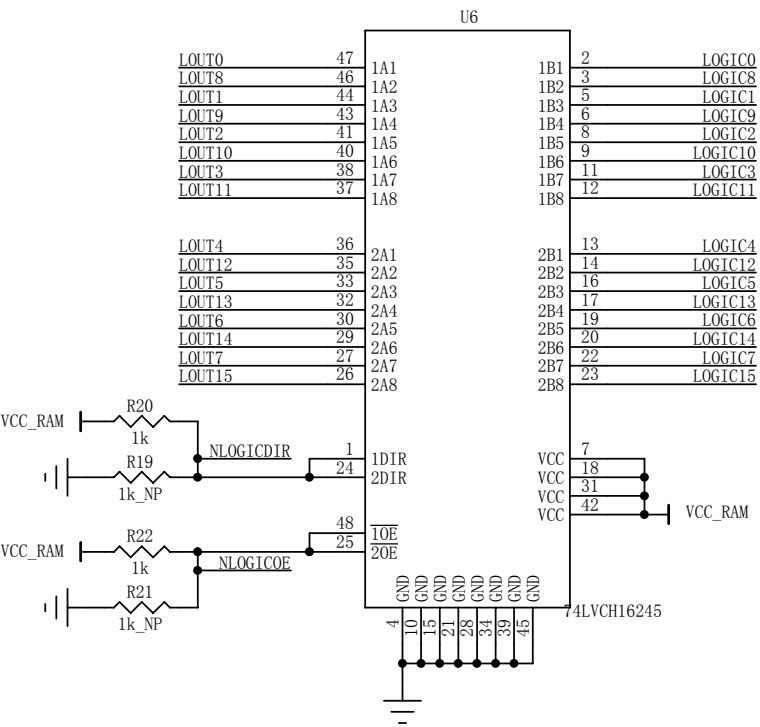 U6
LOUT0 47 1A1 1B1 2 LOGIC0
LOUT8 46 1A2 1B2 3 LOGIC8
LOUT1 44 1A3 1B3 5 LOGIC1
LOUT9 43 1A4 1B4 6 LOGIC9
LOUT2 41 1A5 1B5 8 LOGIC2
LOUT10 40 1A6 1B6 9 LOGIC10
LOUT3 38 1A7 1B7 11 LOGIC3
LOUT11 37 1A8 1B8 12 LOGIC11
LOUT4 36 2A1 2B1 13 LOGIC4
LOUT12 35 2A2 2B2 14 LOGIC12
LOUT5 33 2A3 2B3 16 LOGIC5
LOUT13 32 2A4 2B4 17 LOGIC13
LOUT6 30 2A5 2B5 19 LOGIC6
LOUT14 29 2A6 2B6 20 LOGIC14
LOUT7 27 2A7 2B7 22 LOGIC7
LOUT15 26 2A8 2B8 23 LOGIC15
R20
VCC_RAM
1k
NLOGICDIR 1 1DIR VCC 7
R19 24 2DIR VCC 18
1k_NP VCC 31
VCC 42 VCC_RAM
48 1OE
R22 25 2OE
VCC_RAM
1k NLOGICOE
R21
1k_NP
GND GND GND GND GND GND GND GND
74LVCH16245
4 10 15 21 28 34 39 45